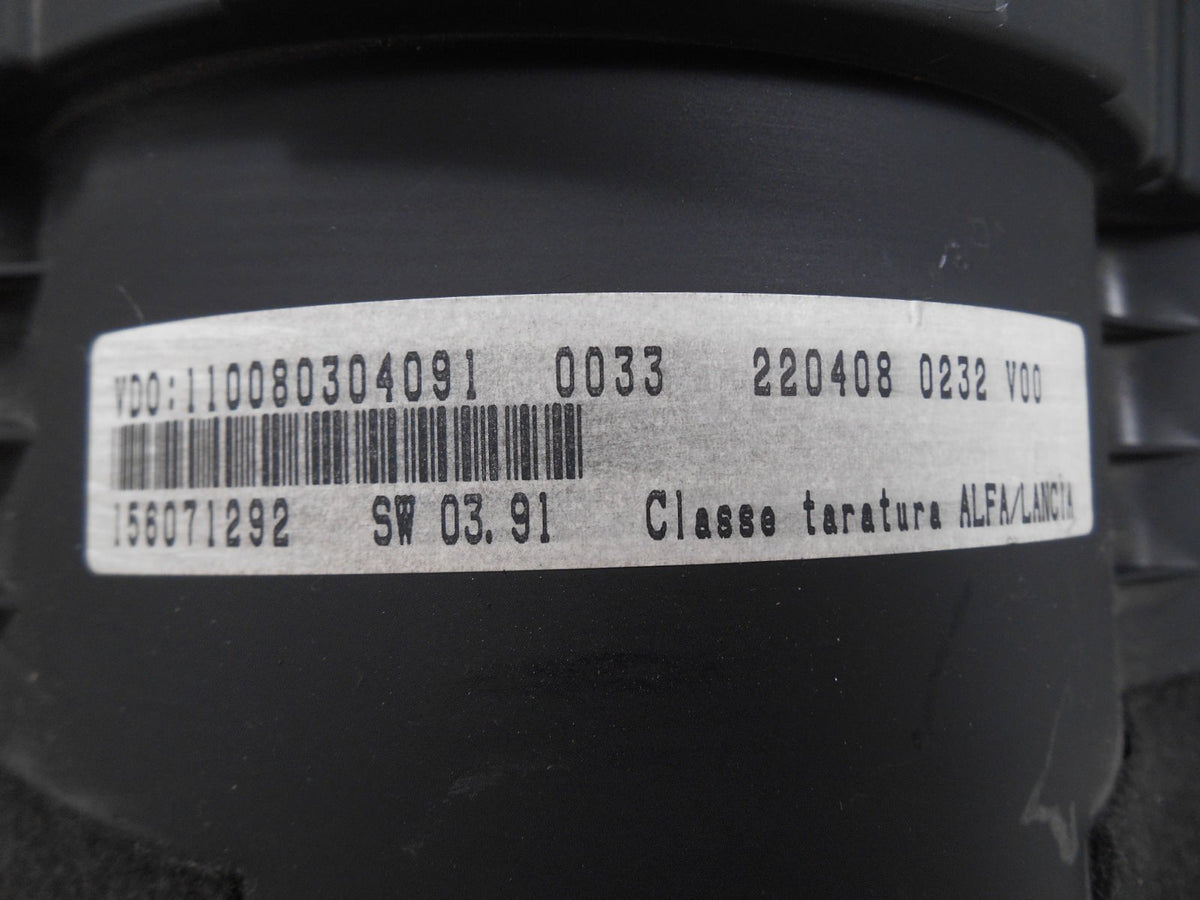 VDO:110080304091 0033 220408 0232 V00
156071292 SW 03.91 Classe taratura ALFA/LANCIA